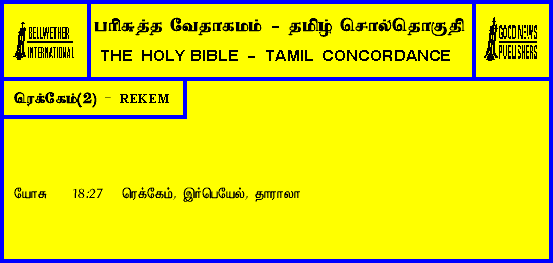 BELLWETHER
INTERNATIONAL
பரிசுத்த வேதாகமம் - தமிழ் சொல்தொகுதி
THE HOLY BIBLE - TAMIL CONCORDANCE
GOOD NEWS
PUBLISHERS
ரெக்கேம்(2) - REKEM
யோசு 18:27 ரெக்கேம், இர்பெயேல், தாராலா